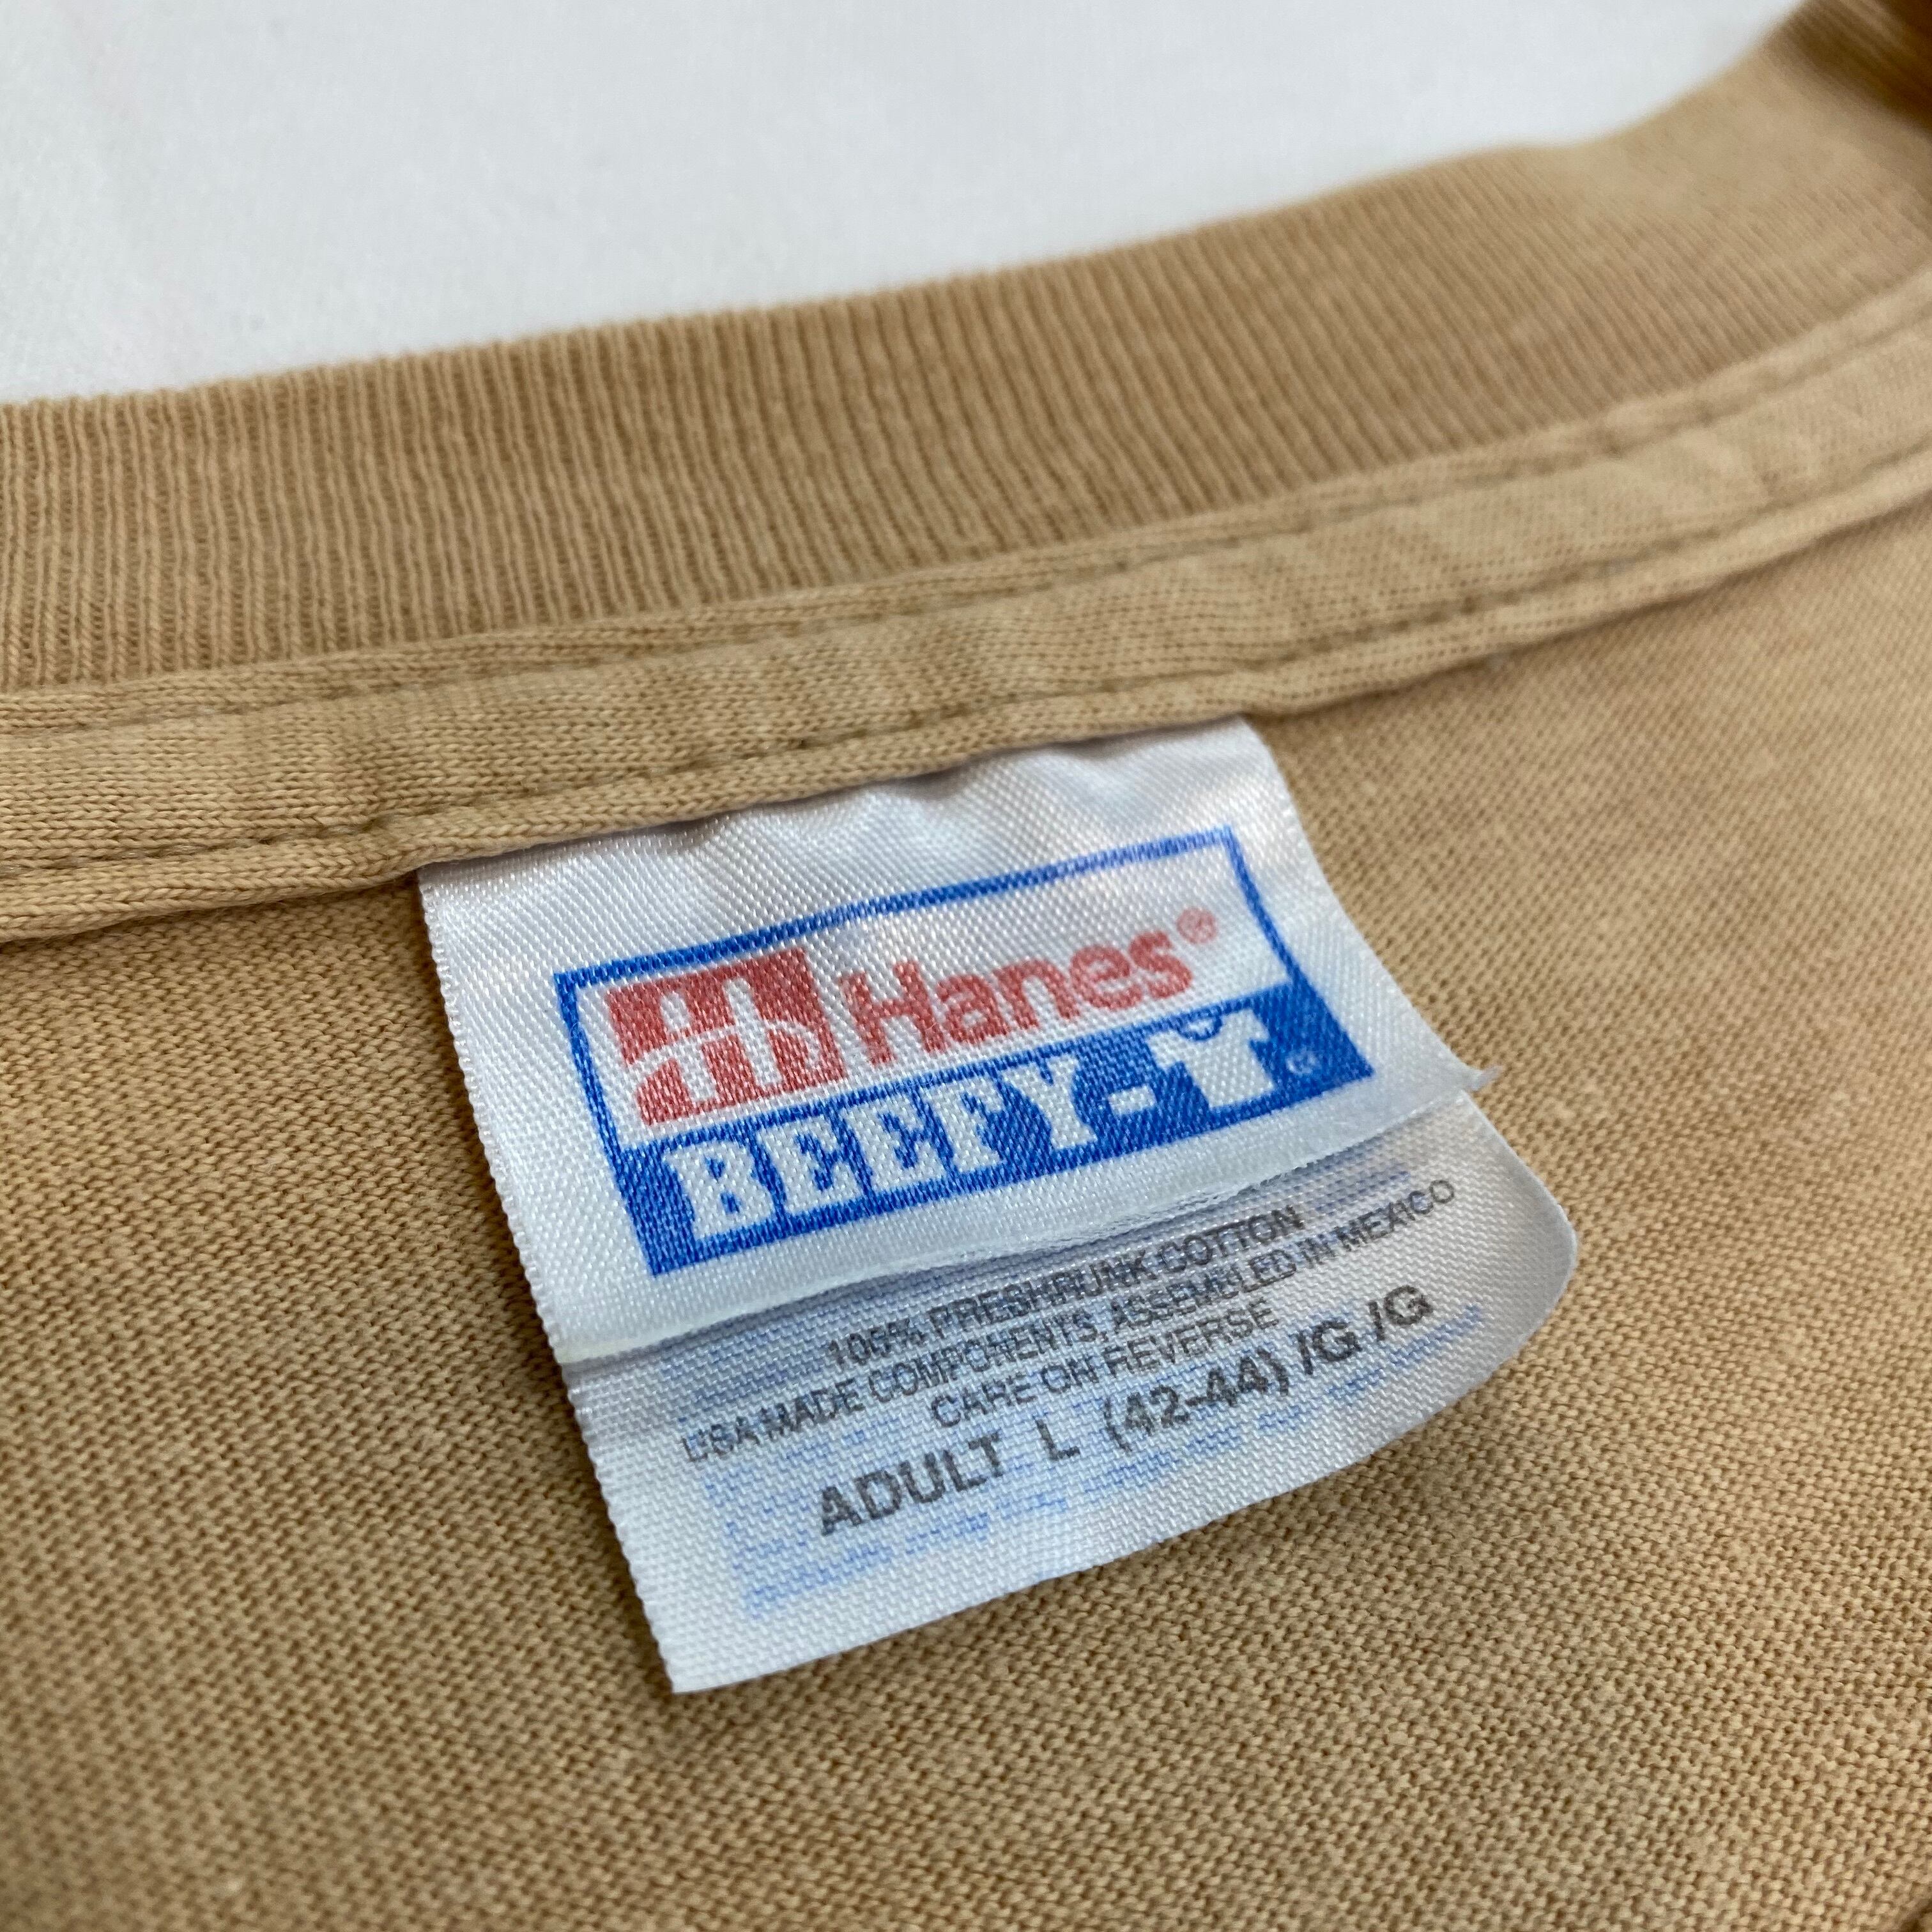 Hanes®
BEEFY-T®
100% PRESHRUNK COTTON
USA MADE COMPONENTS, ASSEMBLED IN MEXICO
CARE ON REVERSE
ADULT L (42-44) /G /G